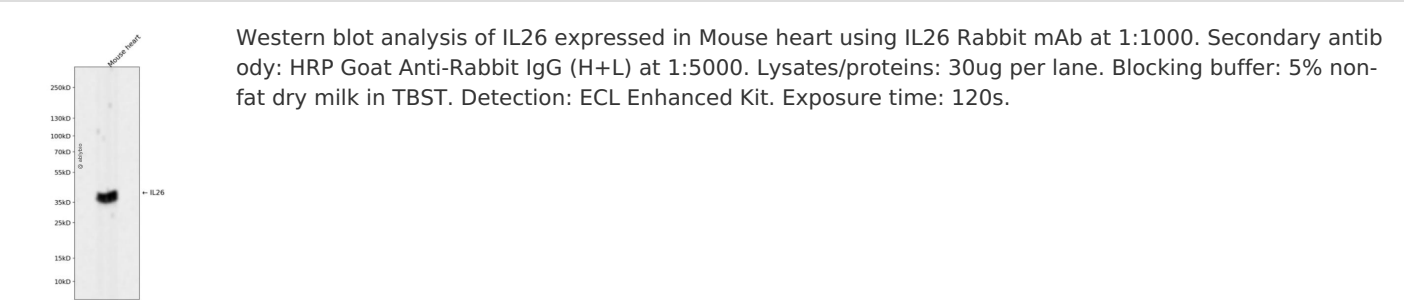 Mouse heart
250kD
130kD
100kD
70kD
55kD
35kD
25kD
15kD
10kD
@ abbybio
← IL26
Western blot analysis of IL26 expressed in Mouse heart using IL26 Rabbit mAb at 1:1000. Secondary antib
ody: HRP Goat Anti-Rabbit IgG (H+L) at 1:5000. Lysates/proteins: 30ug per lane. Blocking buffer: 5% non-
fat dry milk in TBST. Detection: ECL Enhanced Kit. Exposure time: 120s.